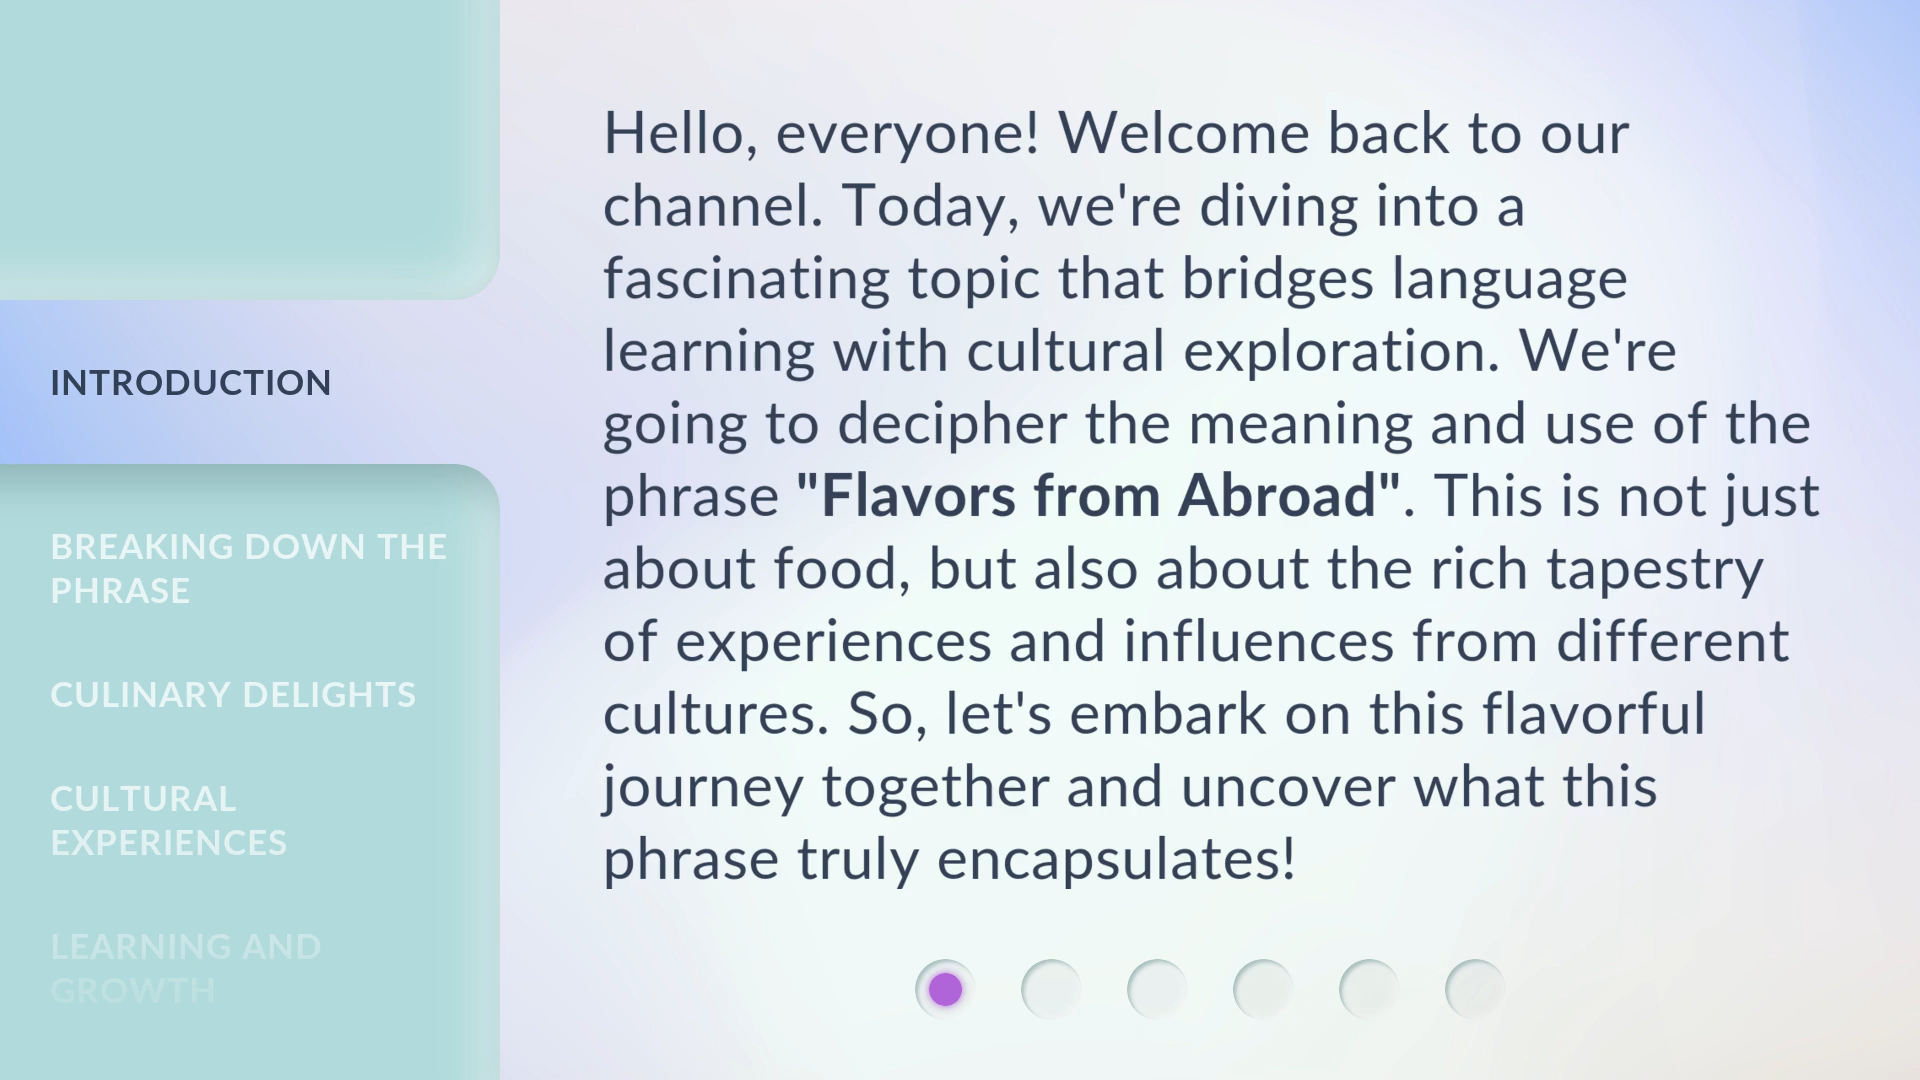 INTRODUCTION
BREAKING DOWN THE
PHRASE
CULINARY DELIGHTS
CULTURAL
EXPERIENCES
LEARNING AND
GROWTH
Hello, everyone! Welcome back to our
channel. Today, we're diving into a
fascinating topic that bridges language
learning with cultural exploration. We're
going to decipher the meaning and use of the
phrase "Flavors from Abroad". This is not just
about food, but also about the rich tapestry
of experiences and influences from different
cultures. So, let's embark on this flavorful
journey together and uncover what this
phrase truly encapsulates!